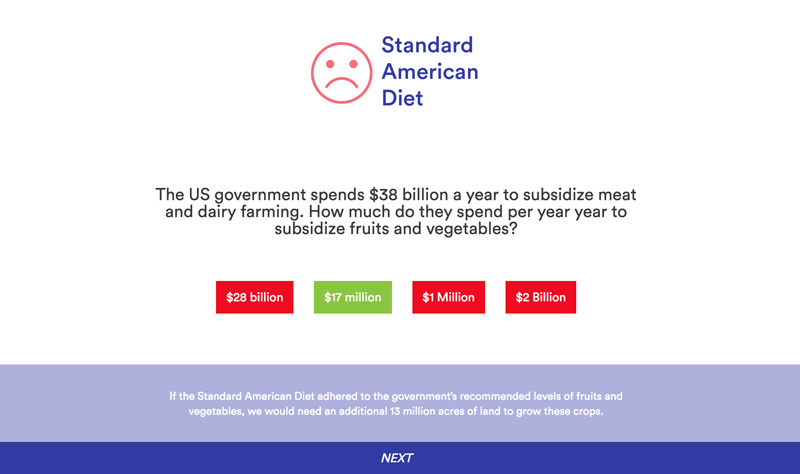 Standard
American
Diet
The US government spends $38 billion a year to subsidize meat
and dairy farming. How much do they spend per year year to
subsidize fruits and vegetables?
$28 billion
$17 million
$1 Million
$2 Billion
If the Standard American Diet adhered to the government's recommended levels of fruits and
vegetables, we would need an additional 13 million acres of land to grow these crops.
NEXT